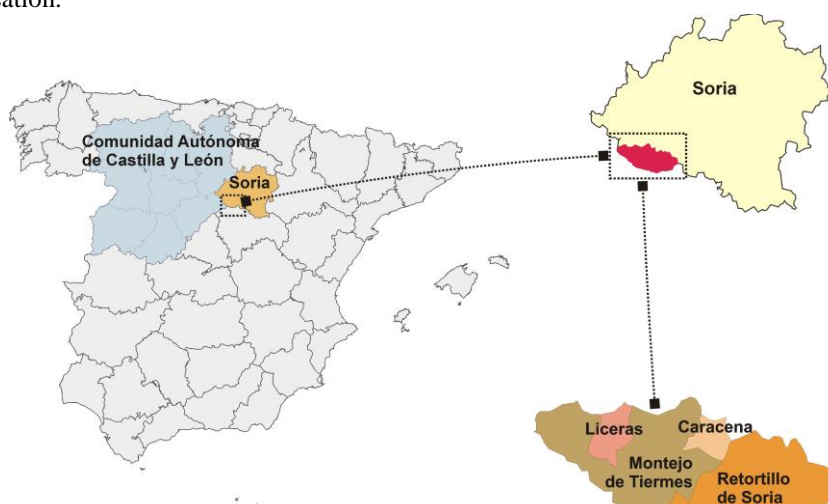 Comunidad Autónoma
de Castilla y León
Soria
Soria
Liceras
Caracena
Montejo
de Tiermes
Retortillo
de Soria